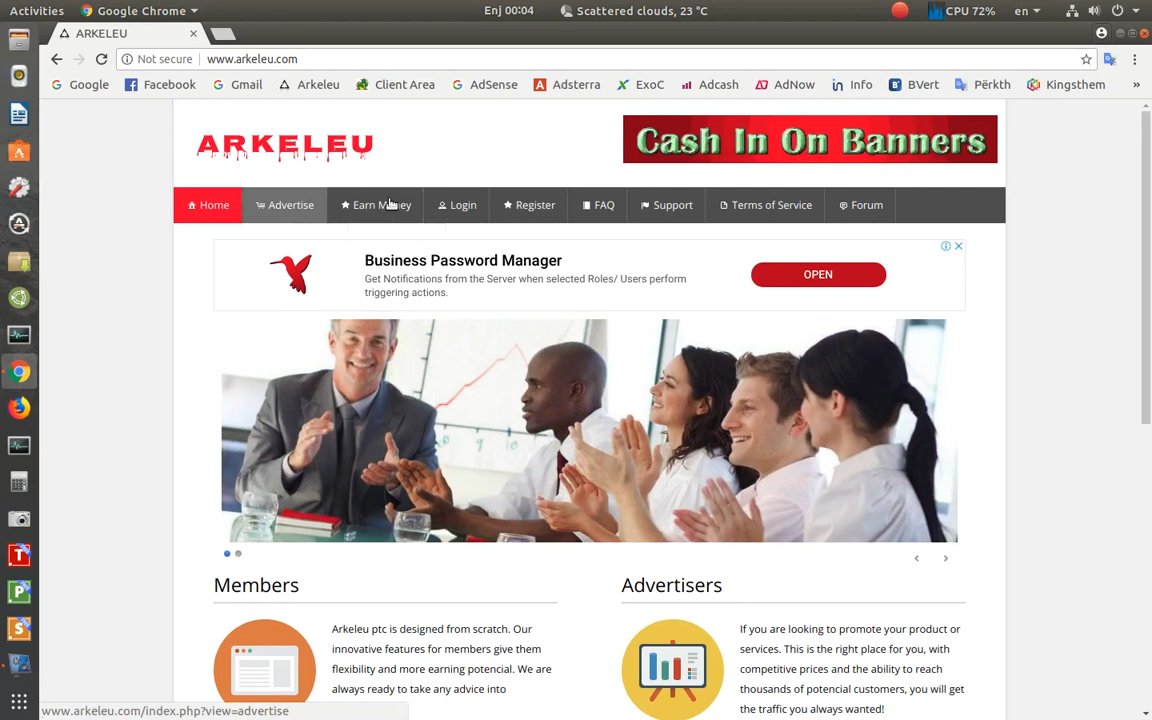 Activities Google Chrome Enj 00:04 Scattered clouds, 23 °C CPU 72% en
ARKELEU
Not secure www.arkeleu.com
Google Facebook Gmail Arkeleu Client Area AdSense Adsterra ExoC Adcash AdNow Info BVert Përkth Kingsthem »
ARKELEU
Cash In On Banners
Home Advertise Earn Money Login Register FAQ Support Terms of Service Forum
Business Password Manager
Get Notifications from the Server when selected Roles/ Users perform
triggering actions.
OPEN
Members
Arkeleu ptc is designed from scratch. Our
innovative features for members give them
flexibility and more earning potencial. We are
always ready to take any advice into
Advertisers
If you are looking to promote your product or
services. This is the right place for you, with
competitive prices and the ability to reach
thousands of potencial customers, you will get
the traffic you always wanted!
www.arkeleu.com/index.php?view=advertise